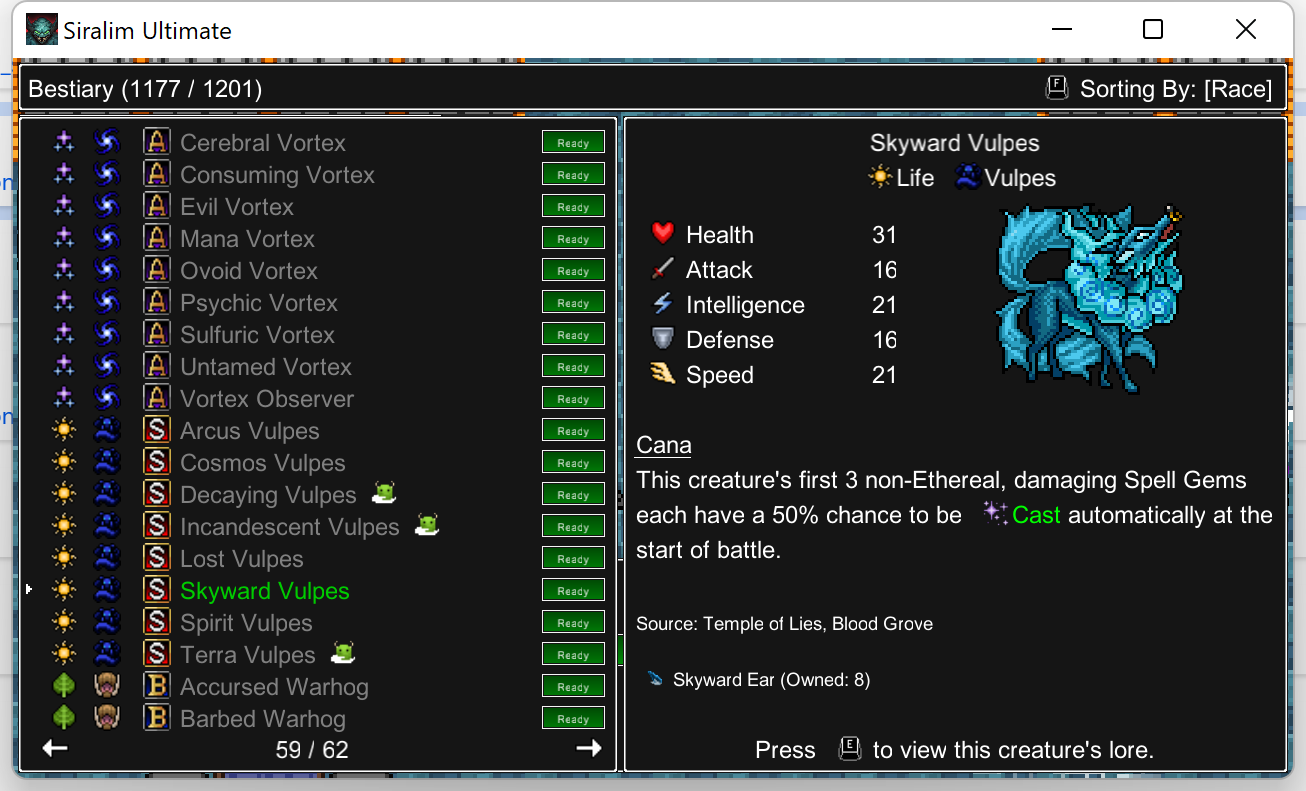 Siralim Ultimate
Bestiary (1177 / 1201)
F Sorting By: [Race]
A Cerebral Vortex Ready
A Consuming Vortex Ready
A Evil Vortex Ready
A Mana Vortex Ready
A Ovoid Vortex Ready
A Psychic Vortex Ready
A Sulfuric Vortex Ready
A Untamed Vortex Ready
A Vortex Observer Ready
S Arcus Vulpes Ready
S Cosmos Vulpes Ready
S Decaying Vulpes Ready
S Incandescent Vulpes Ready
S Lost Vulpes Ready
S Skyward Vulpes Ready
S Spirit Vulpes Ready
S Terra Vulpes Ready
B Accursed Warhog Ready
B Barbed Warhog Ready
59 / 62
Skyward Vulpes
Life Vulpes
Health 31
Attack 16
Intelligence 21
Defense 16
Speed 21
Cana
This creature's first 3 non-Ethereal, damaging Spell Gems
each have a 50% chance to be Cast automatically at the
start of battle.
Source: Temple of Lies, Blood Grove
Skyward Ear (Owned: 8)
Press E to view this creature's lore.